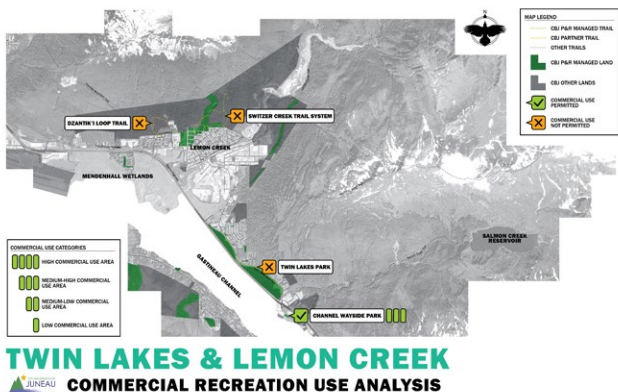 N
MAP LEGEND
CBJ P&R MANAGED TRAIL
CBJ PARTNER TRAIL
OTHER TRAILS
CBJ P&R MANAGED LAND
CBJ OTHER LANDS
COMMERCIAL USE
PERMITTED
COMMERCIAL USE
NOT PERMITTED
DZANTIK'I LOOP TRAIL
SWITZER CREEK TRAIL SYSTEM
LEMON CREEK
MENDENHALL WETLANDS
SALMON CREEK
RESERVOIR
GASTINEAU CHANNEL
TWIN LAKES PARK
CHANNEL WAYSIDE PARK
COMMERCIAL USE CATEGORIES
HIGH COMMERCIAL USE AREA
MEDIUM-HIGH COMMERCIAL
USE AREA
MEDIUM-LOW COMMERCIAL
USE AREA
LOW COMMERCIAL USE AREA
TWIN LAKES & LEMON CREEK
JUNEAU
COMMERCIAL RECREATION USE ANALYSIS